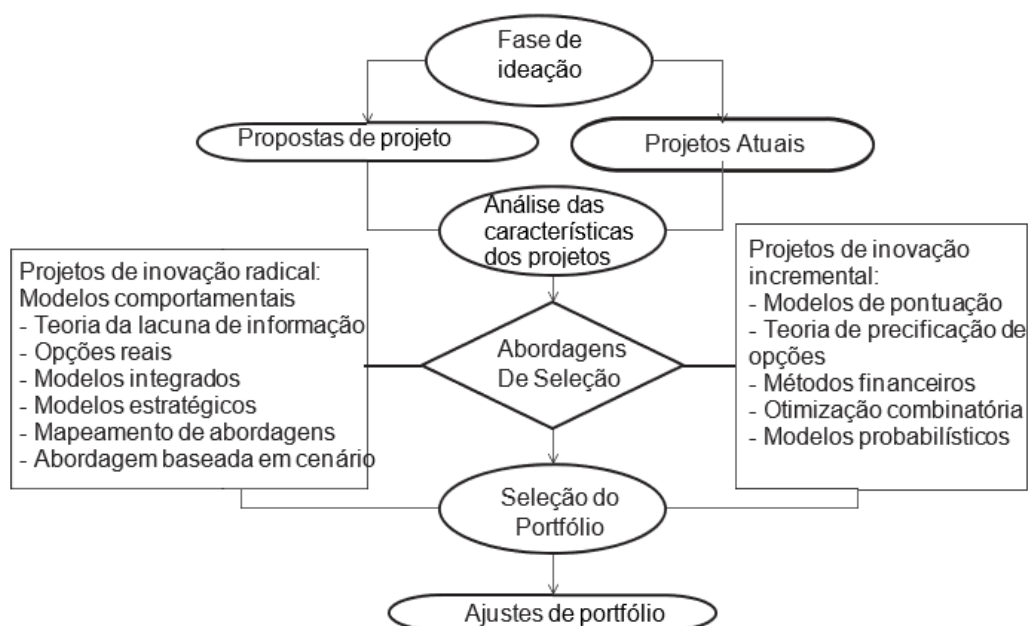 Fase de
ideação
Propostas de projeto
Projetos Atuais
Análise das
características
dos projetos
Projetos de inovação radical:
Modelos comportamentais
- Teoria da lacuna de informação
- Opções reais
- Modelos integrados
- Modelos estratégicos
- Mapeamento de abordagens
- Abordagem baseada em cenário
Abordagens
De Seleção
Projetos de inovação
incremental:
- Modelos de pontuação
- Teoria de precificação de
opções
- Métodos financeiros
- Otimização combinatória
- Modelos probabilísticos
Seleção do
Portfólio
Ajustes de portfólio